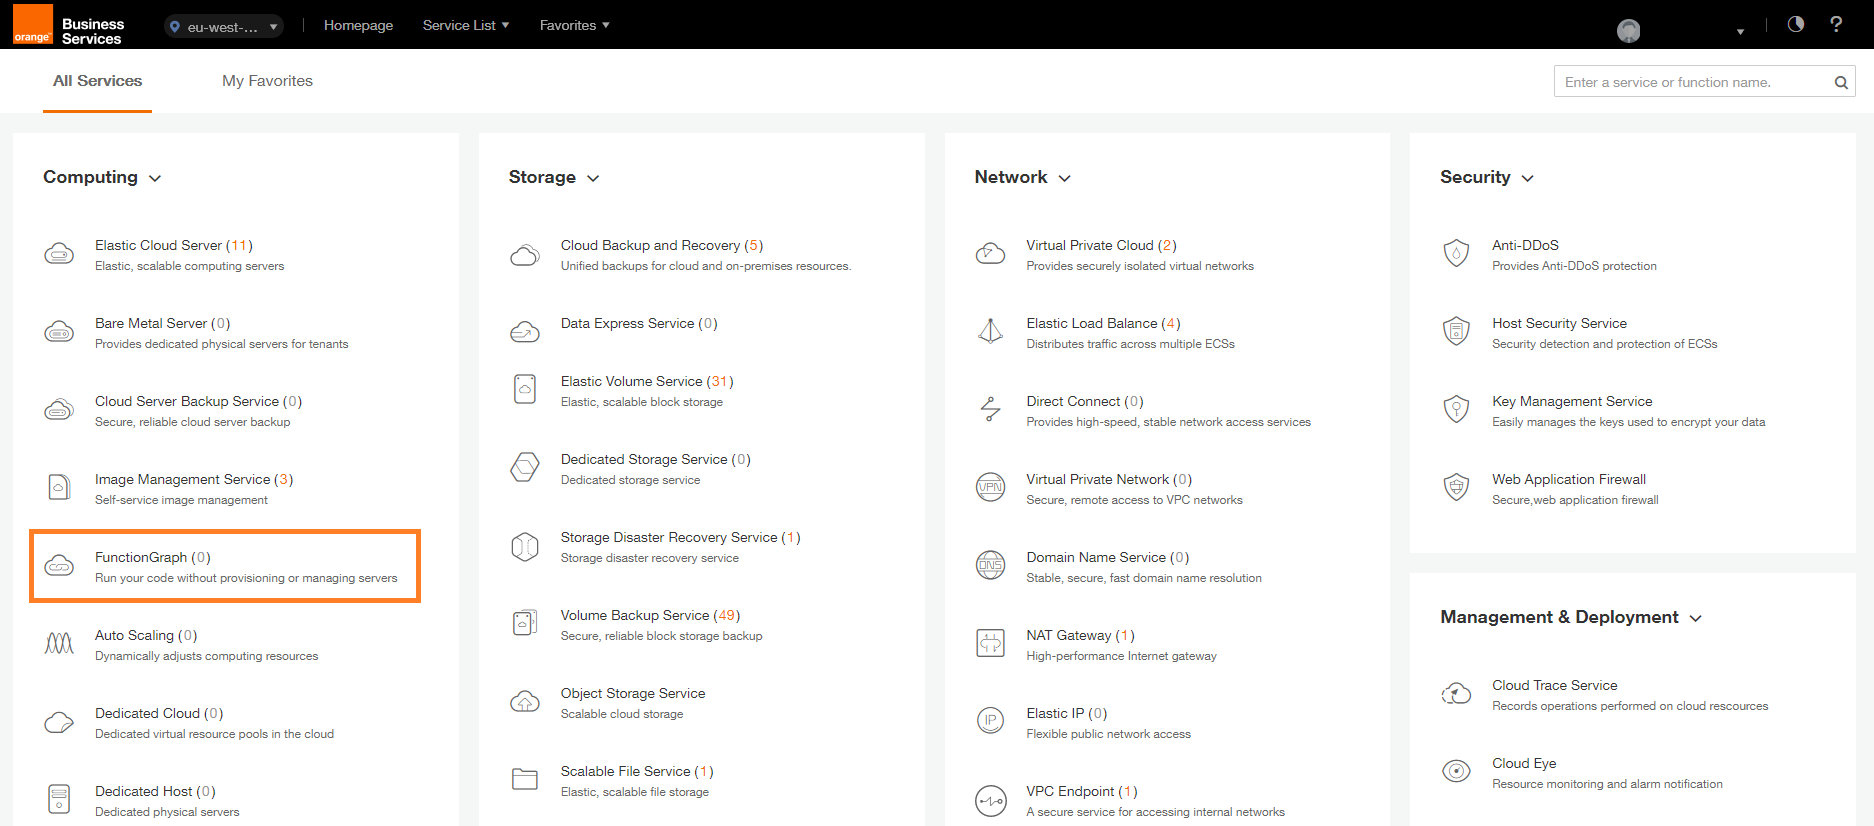 orange
Business
Services
eu-west-...
Homepage
Service List
Favorites
?
All Services
My Favorites
Enter a service or function name.
Computing
Elastic Cloud Server (11)
Elastic, scalable computing servers
Bare Metal Server (0)
Provides dedicated physical servers for tenants
Cloud Server Backup Service (0)
Secure, reliable cloud server backup
Image Management Service (3)
Self-service image management
FunctionGraph (0)
Run your code without provisioning or managing servers
Auto Scaling (0)
Dynamically adjusts computing resources
Dedicated Cloud (0)
Dedicated virtual resource pools in the cloud
Dedicated Host (0)
Dedicated physical servers
Storage
Cloud Backup and Recovery (5)
Unified backups for cloud and on-premises resources.
Data Express Service (0)
Elastic Volume Service (31)
Elastic, scalable block storage
Dedicated Storage Service (0)
Dedicated storage service
Storage Disaster Recovery Service (1)
Storage disaster recovery service
Volume Backup Service (49)
Secure, reliable block storage backup
Object Storage Service
Scalable cloud storage
Scalable File Service (1)
Elastic, scalable file storage
Network
Virtual Private Cloud (2)
Provides securely isolated virtual networks
Elastic Load Balance (4)
Distributes traffic across multiple ECSs
Direct Connect (0)
Provides high-speed, stable network access services
VPN
Virtual Private Network (0)
Secure, remote access to VPC networks
DNS
Domain Name Service (0)
Stable, secure, fast domain name resolution
NAT Gateway (1)
High-performance Internet gateway
IP
Elastic IP (0)
Flexible public network access
VPC Endpoint (1)
A secure service for accessing internal networks
Security
Anti-DDoS
Provides Anti-DDoS protection
Host Security Service
Security detection and protection of ECSs
Key Management Service
Easily manages the keys used to encrypt your data
Web Application Firewall
Secure,web application firewall
Management & Deployment
Cloud Trace Service
Records operations performed on cloud rescources
Cloud Eye
Resource monitoring and alarm notification